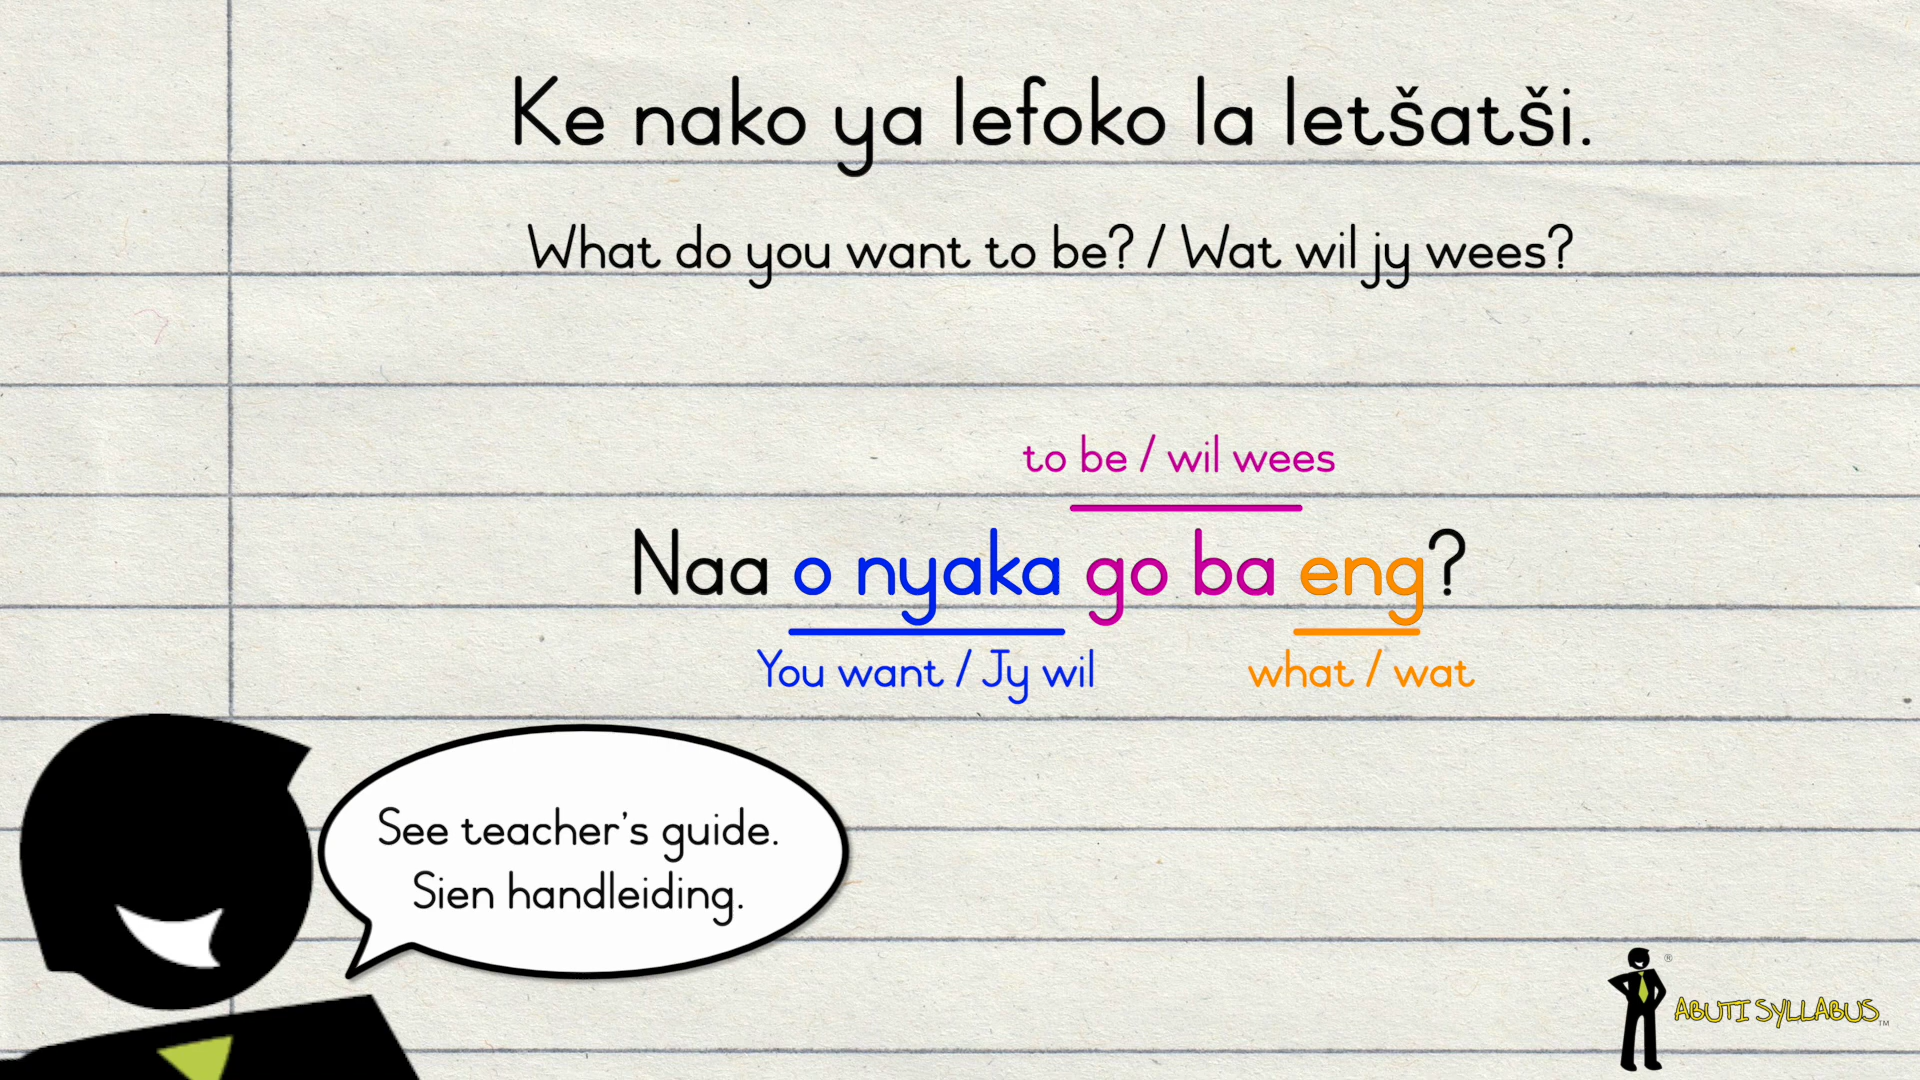 Ke nako ya lefoko la letšatši.
What do you want to be? / Wat wil jy wees?
to be / wil wees
Naa o nyaka go ba eng?
You want / Jy wil
what / wat
See teacher's guide.
Sien handleiding.
®
ABUTI SYLLABUS™